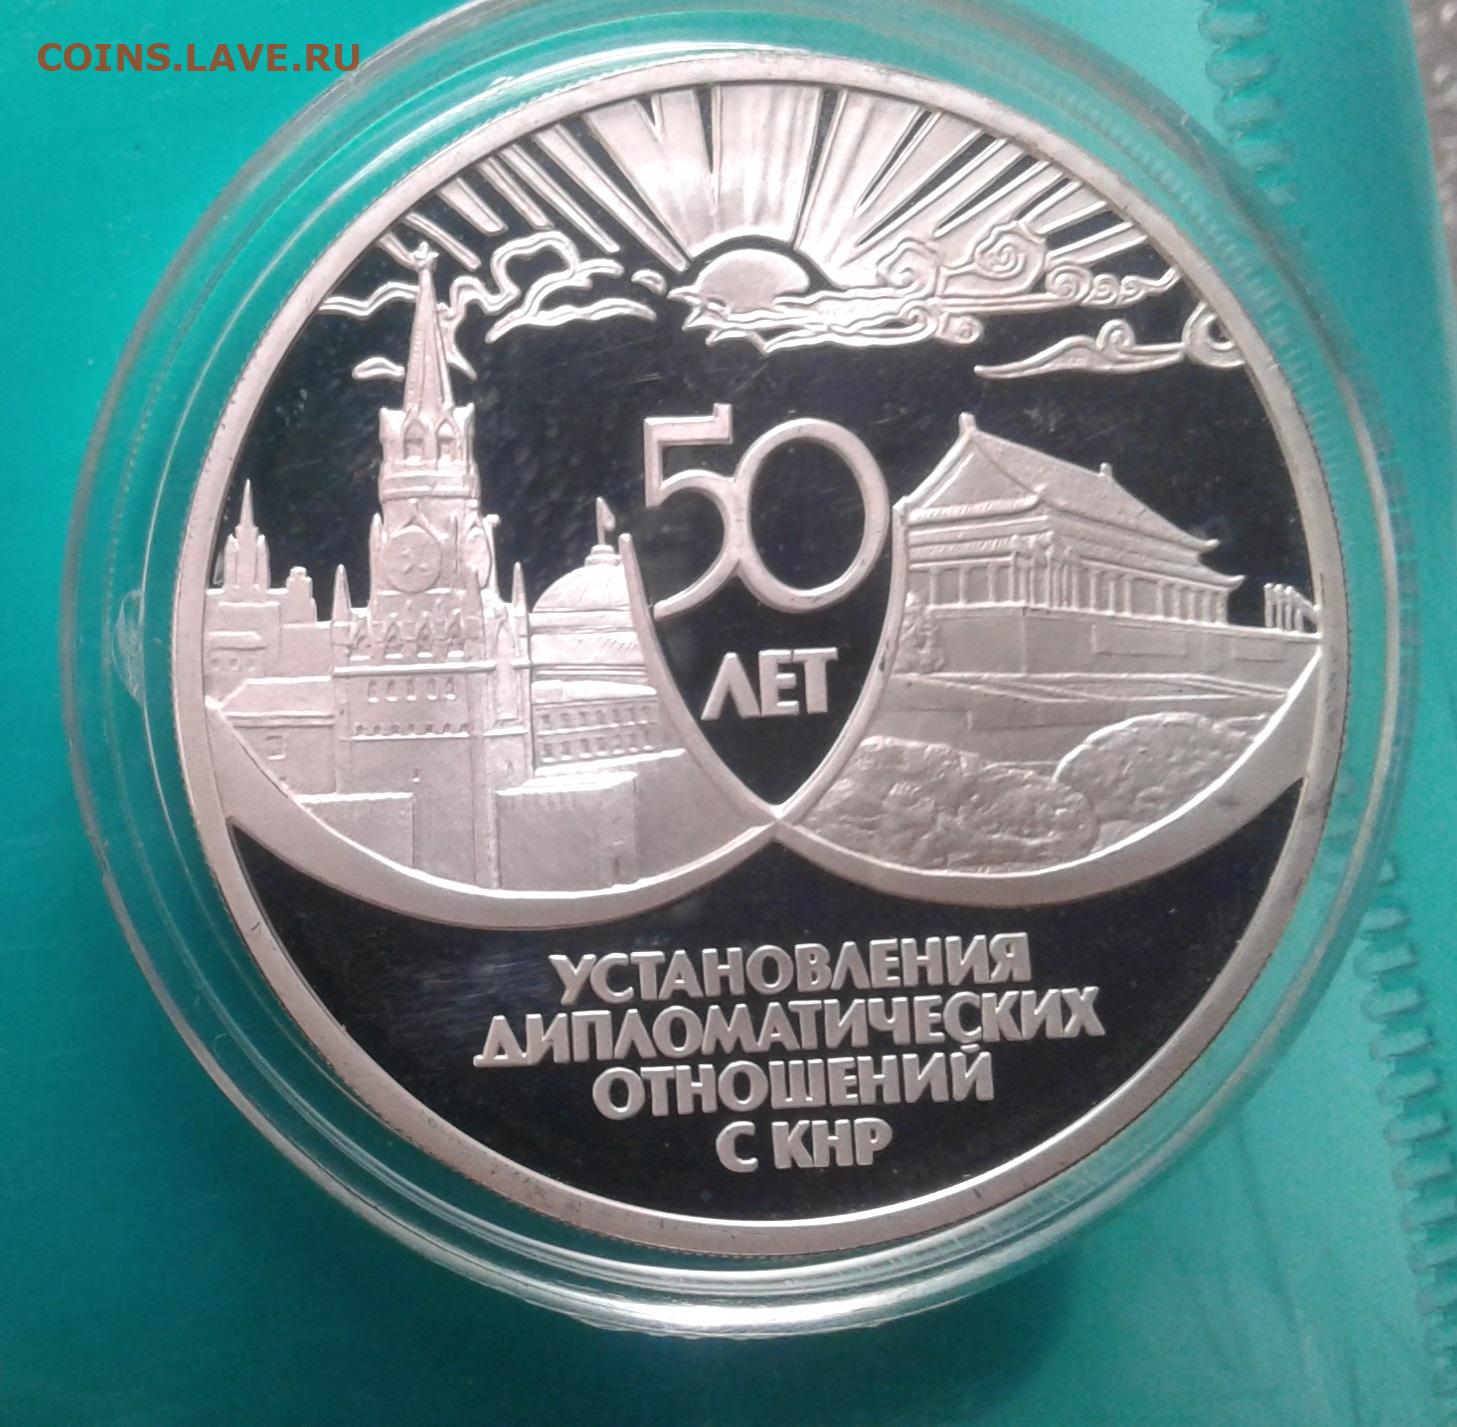 COINS.LAVE.RU
50
ЛЕТ
УСТАНОВЛЕНИЯ
ДИПЛОМАТИЧЕСКИХ
ОТНОШЕНИЙ
С КНР